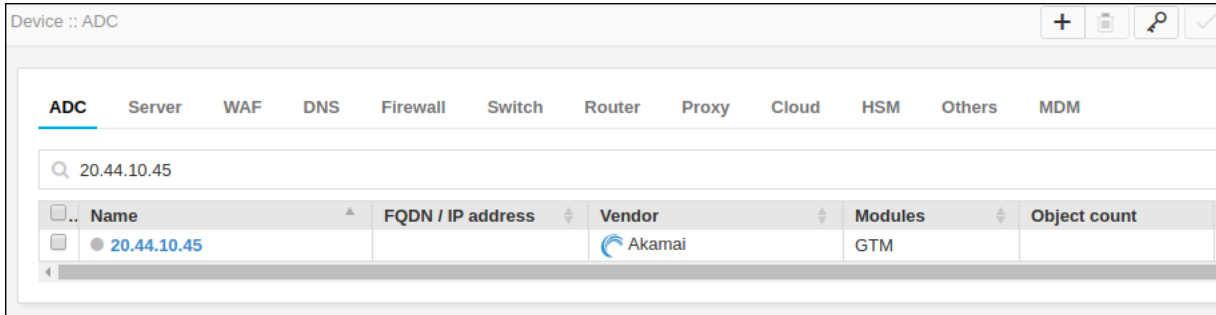 Device :: ADC
ADC Server WAF DNS Firewall Switch Router Proxy Cloud HSM Others MDM
20.44.10.45
.. Name FQDN / IP address Vendor Modules Object count
20.44.10.45 Akamai GTM